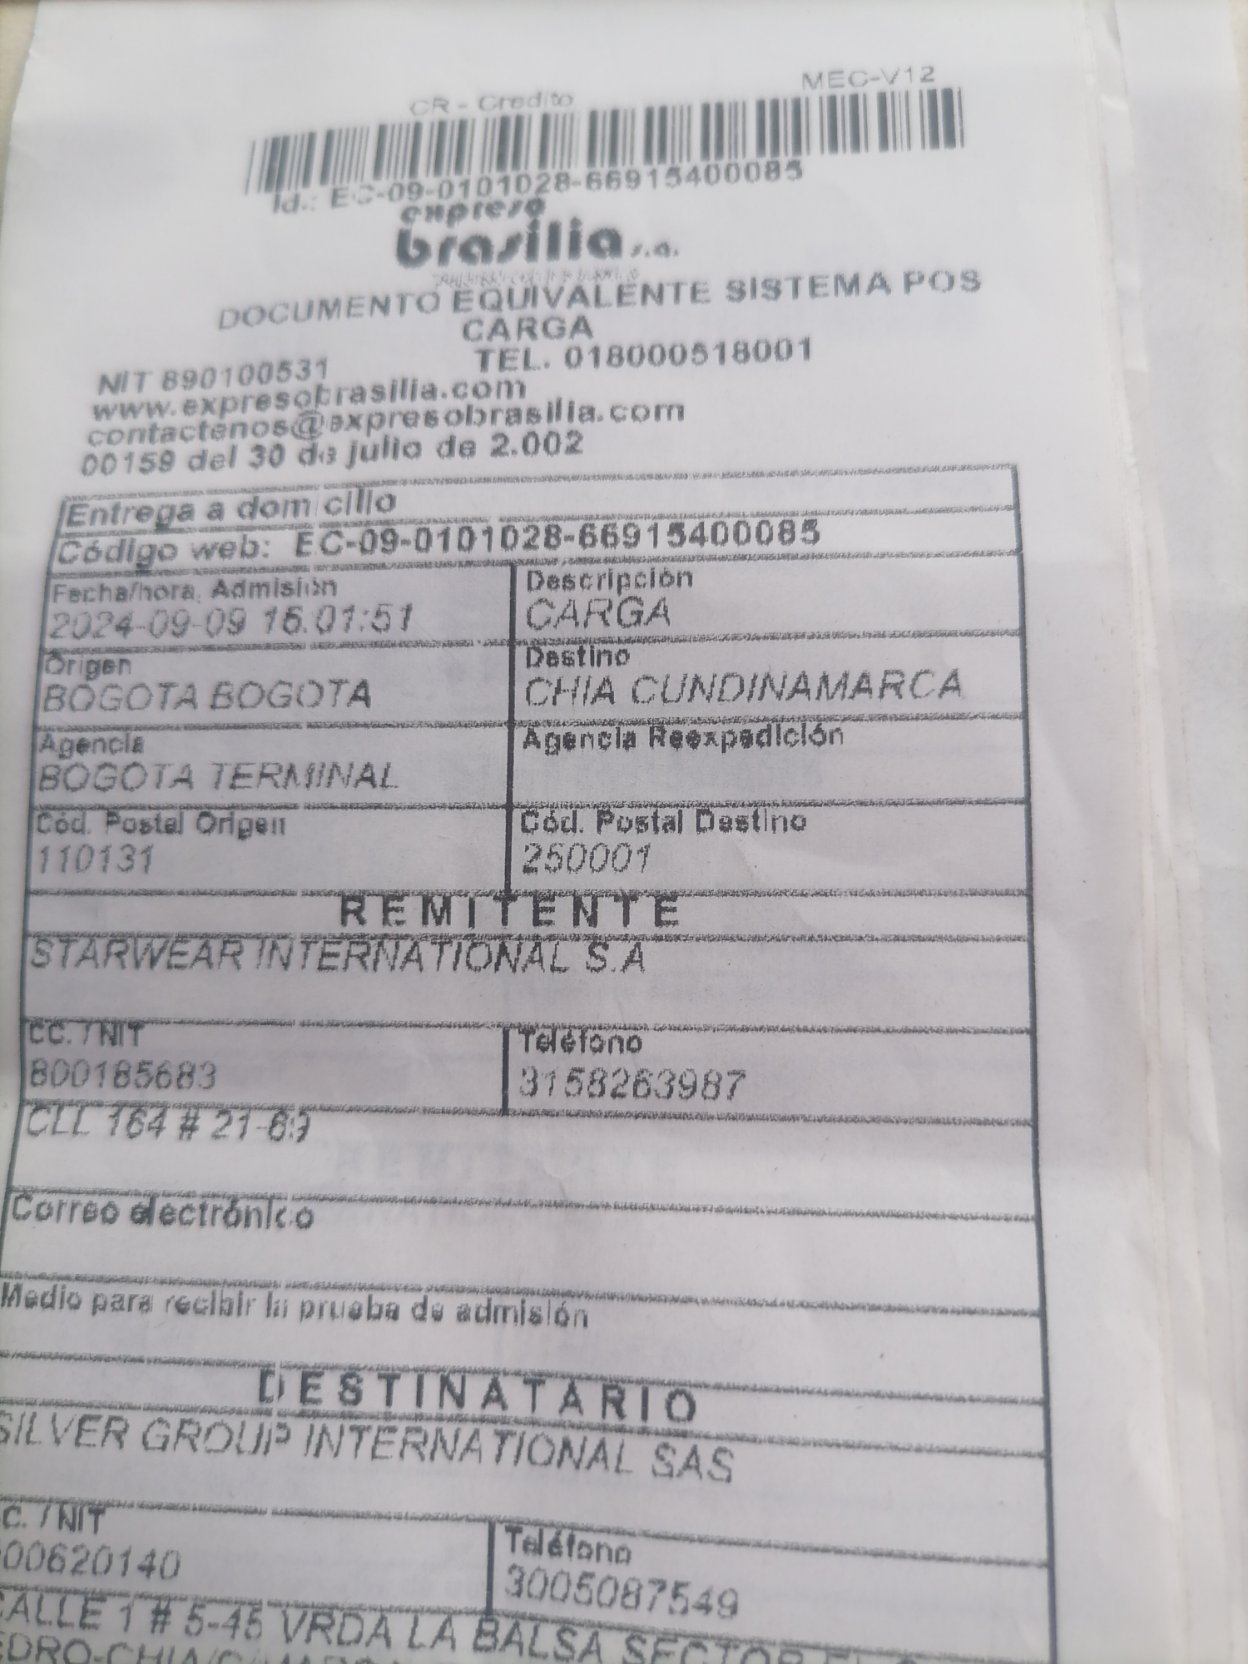 CR - Credito
MEC-V12
Id.: EC-09-0101028-66915400085
expreso
brasilia s.a.
DOCUMENTO EQUIVALENTE SISTEMA POS
CARGA
NIT 890100531 TEL. 018000518001
www.expresobrasilia.com
contactenos@expresobrasilia.com
00159 del 30 de julio de 2.002
Entrega a domicilio
Código web: EC-09-0101028-66915400085
Fecha/hora, Admisión
2024-09-09 15:01:51
Descripción
CARGA
Origen
BOGOTA BOGOTA
Destino
CHIA CUNDINAMARCA
Agencia
BOGOTA TERMINAL
Agencia Reexpedición
Cód. Postal Origen
110131
Cód. Postal Destino
250001
REMITENTE
STARWEAR INTERNATIONAL S.A
CC. / NIT
800185683
Teléfono
3158263987
CLL 164 # 21-69
Correo electrónico
Medio para recibir la prueba de admisión
DESTINATARIO
SILVER GROUP INTERNATIONAL SAS
C. / NIT
00620140
Teléfono
3005087549
CALLE 1 # 5-45 VRDA LA BALSA SECTOR